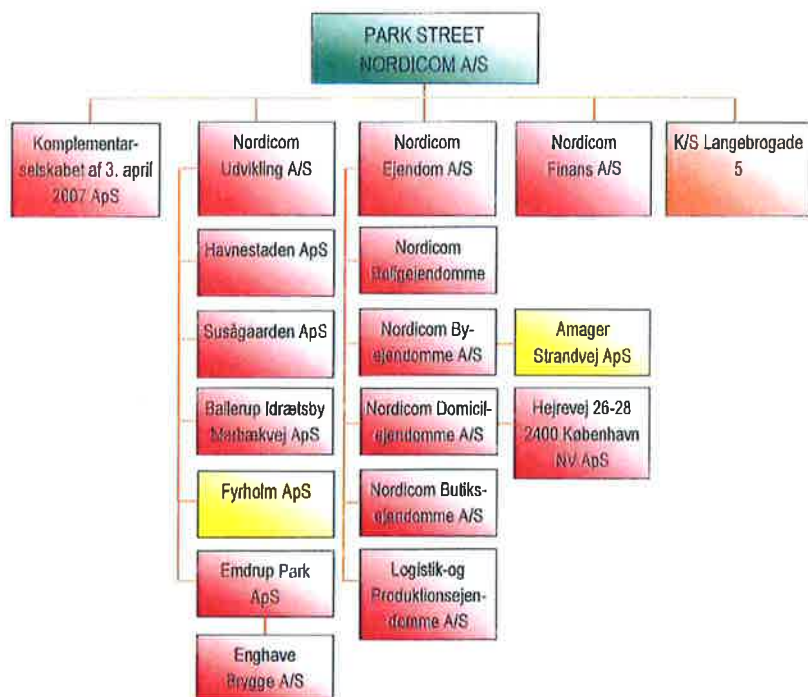 PARK STREET
NORDICOM A/S
Komplementar-
selskabet af 3. april
2007 ApS
Nordicom
Udvikling A/S
Nordicom
Ejendom A/S
Nordicom
Finans A/S
K/S Langebrogade
5
Havnestaden ApS
Nordicom
Boligejendomme
Susågaarden ApS
Nordicom By-
ejendomme A/S
Amager
Strandvej ApS
Ballerup Idrætsby
Mørbækvej ApS
Nordicom Domicil-
ejendomme A/S
Hejrevej 26-28
2400 København
NV ApS
Fyrholm ApS
Nordicom Butiks-
ejendomme A/S
Emdrup Park
ApS
Logistik-og
Produktionsejen-
domme A/S
Enghave
Brygge A/S